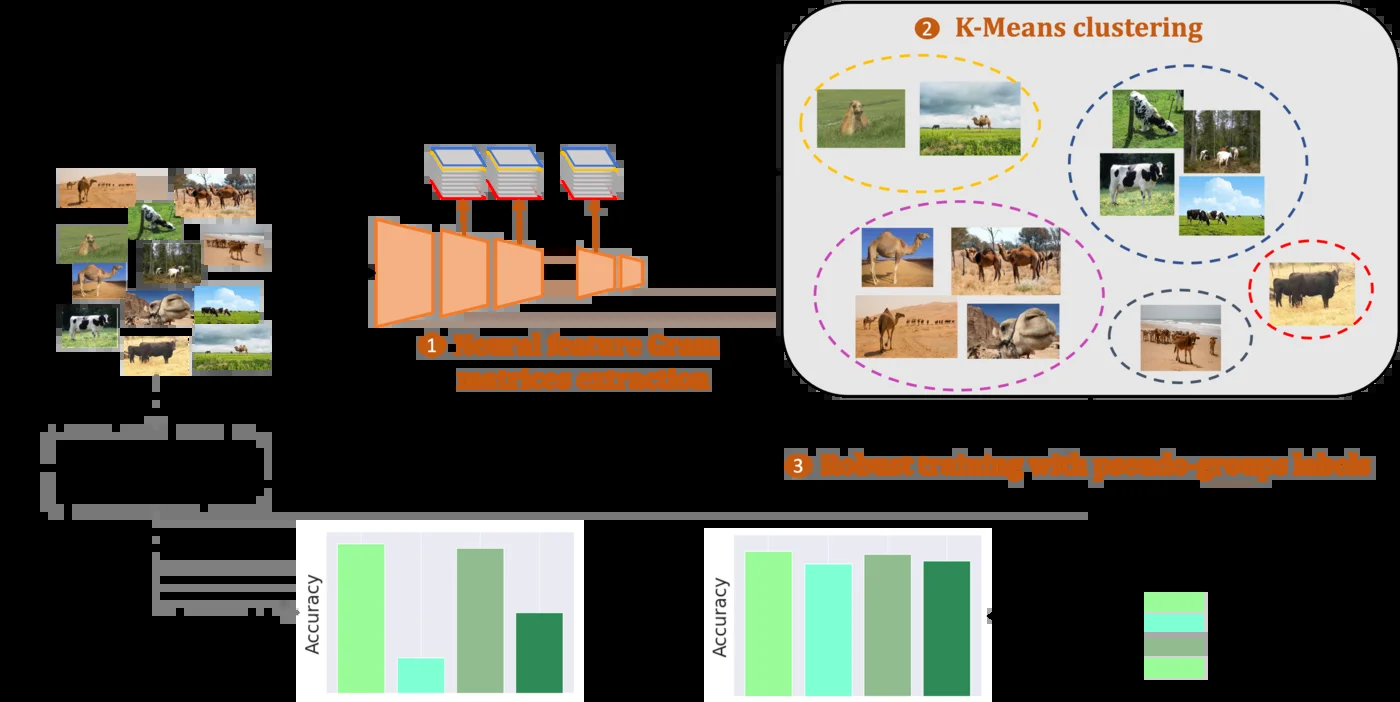 2 K-Means clustering
1 Neural feature Gram
matrices extraction
3 Robust training with pseudo-groups labels
Accuracy
Accuracy